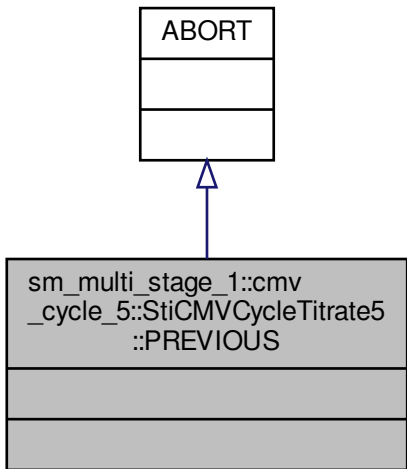 ABORT
sm_multi_stage_1::cmv
_cycle_5::StiCMVCycleTitrate5
::PREVIOUS